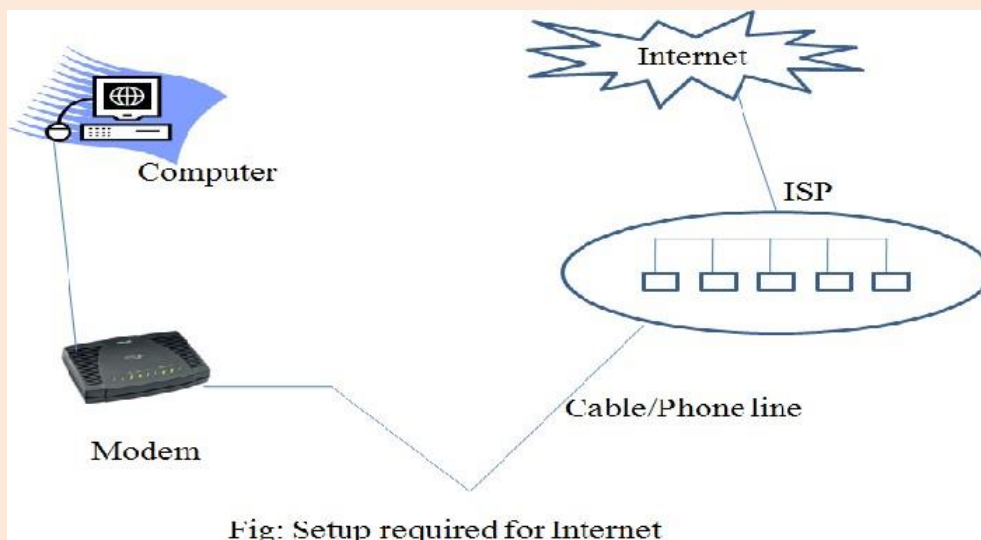 Internet
Computer
ISP
Cable/Phone line
Modem
Fig: Setup required for Internet